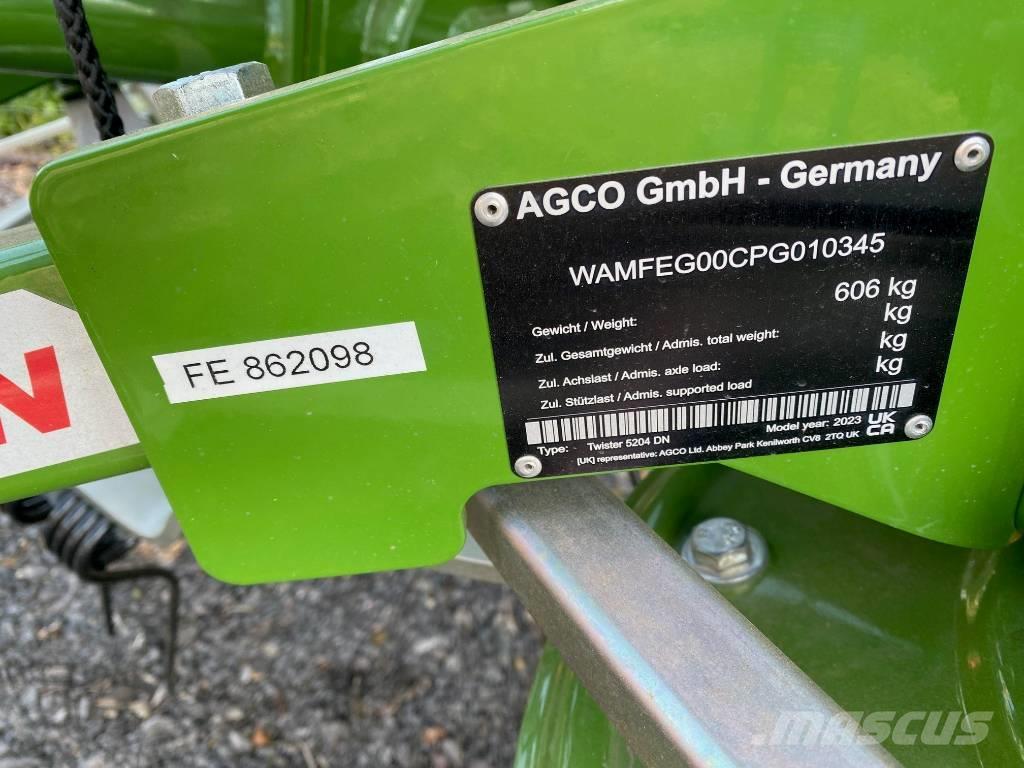 AGCO GmbH - Germany
WAMFEG00CPG010345
Gewicht / Weight: 606 kg
Zul. Gesamtgewicht / Admis. total weight: kg
Zul. Achslast / Admis. axle load: kg
Zul. Stützlast / Admis. supported load kg
Type: Twister 5204 DN Model year: 2023 UK CA
[UK] representative: AGCO Ltd. Abbey Park Kenilworth CV8 2TQ UK
FE 862098
N
MASCUS